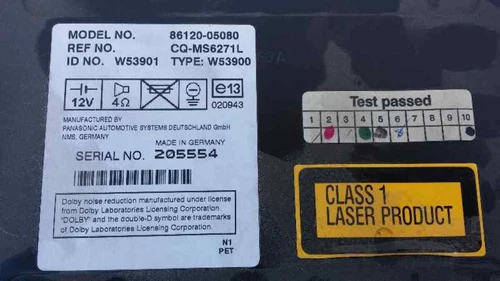 MODEL NO. 86120-05080
REF NO. CQ-MS6271L
ID NO. W53901 TYPE: W53900
12V 4Ω e13
020943
MANUFACTURED BY
PANASONIC AUTOMOTIVE SYSTEMS DEUTSCHLAND GmbH
NMS, GERMANY
MADE IN GERMANY
SERIAL NO. 205554
Dolby noise reduction manufactured under license
from Dolby Laboratories Licensing Corporation.
"DOLBY" and the double-D symbol are trademarks
of Dolby Laboratories Licensing Corporation.
N1
PET
Test passed
1 2 3 4 5 6 7 8 9 10
CLASS 1
LASER PRODUCT